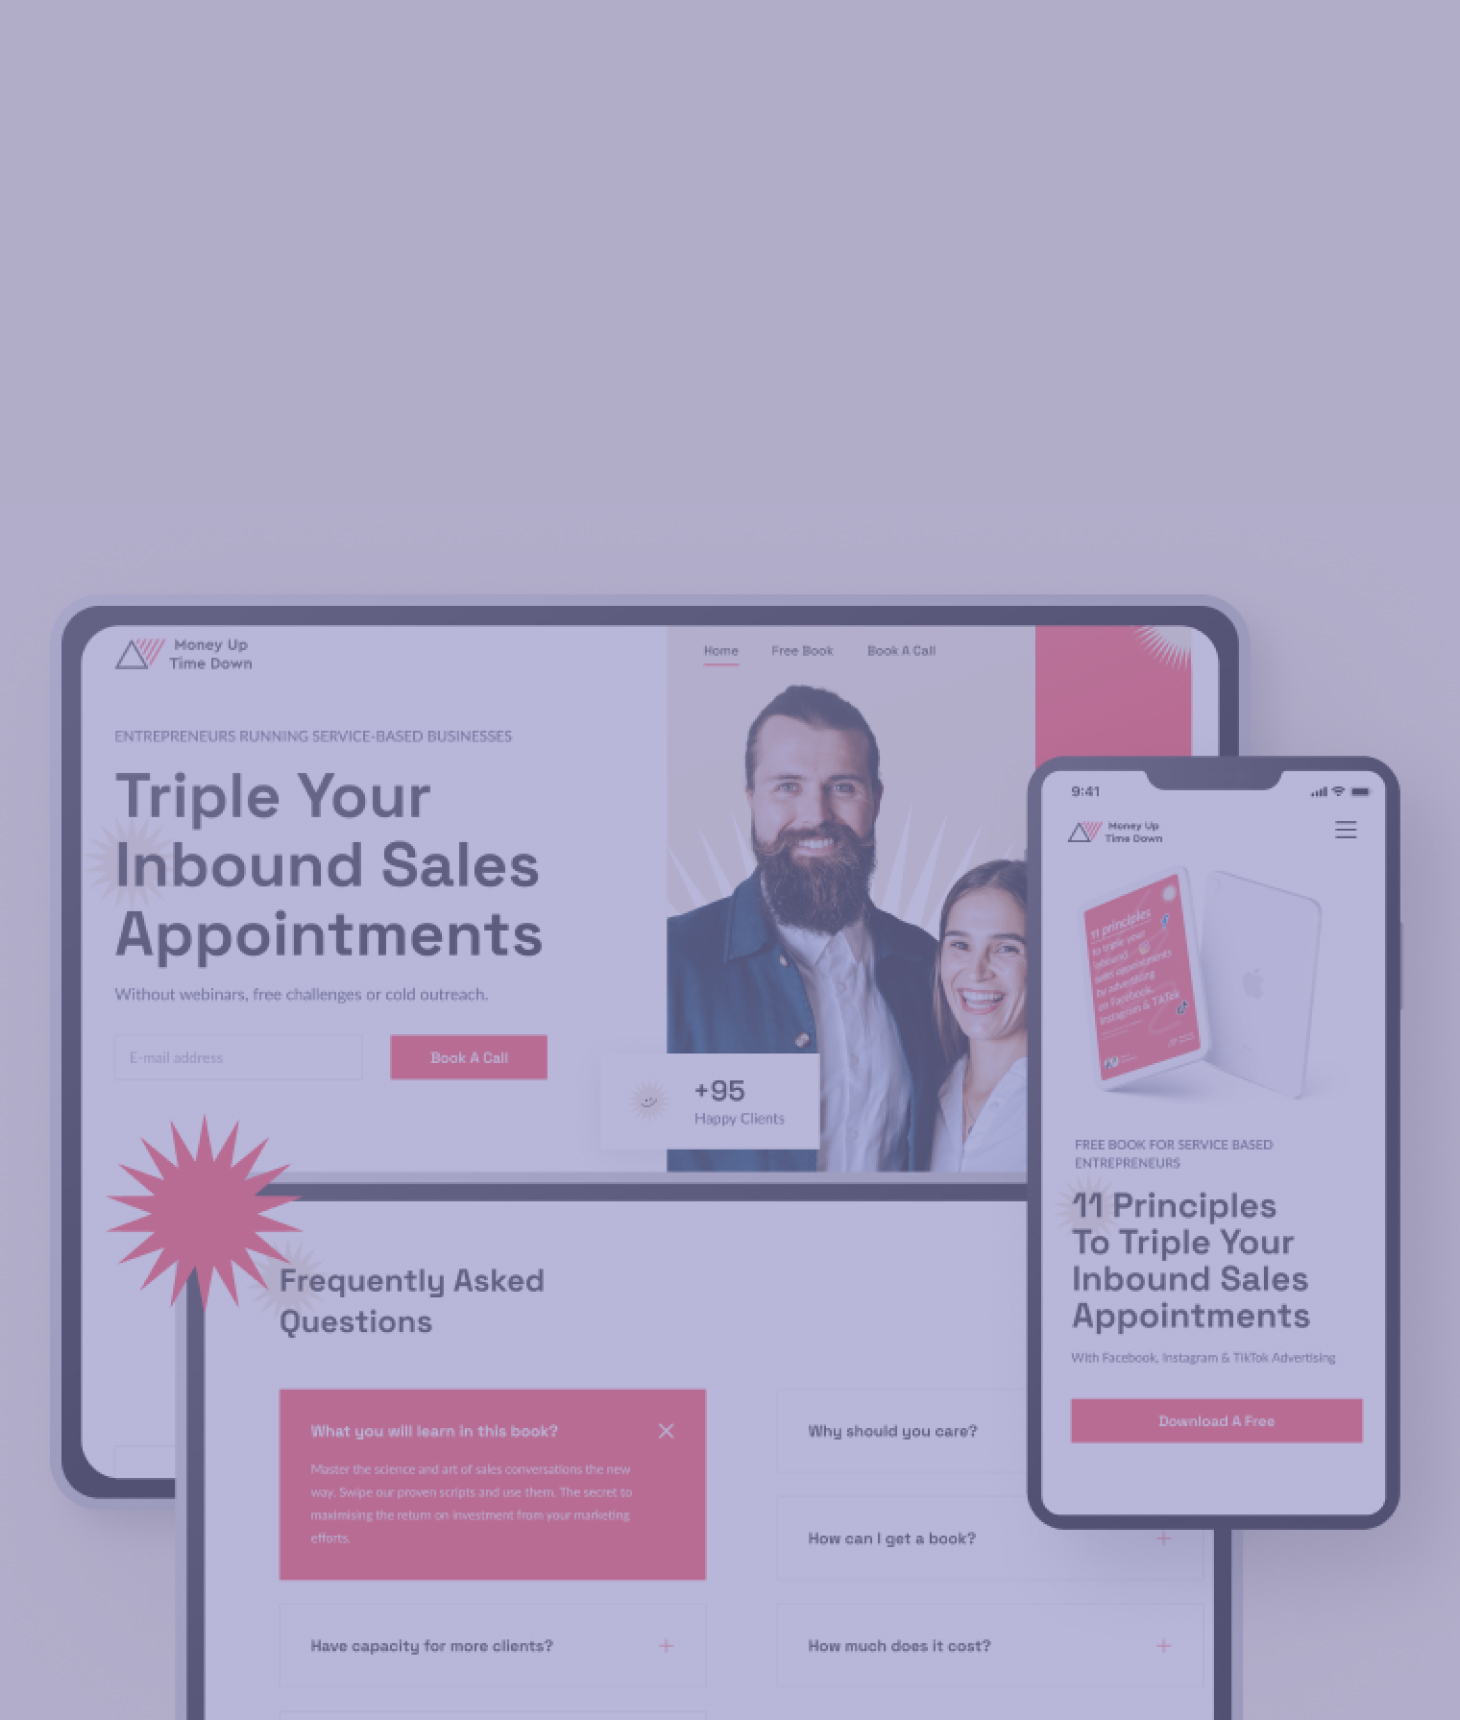 Money Up
Time Down
Home
Free Book
Book A Call
ENTREPRENEURS RUNNING SERVICE-BASED BUSINESSES
Triple Your
Inbound Sales
Appointments
Without webinars, free challenges or cold outreach.
E-mail address
Book A Call
+95
Happy Clients
Frequently Asked
Questions
What you will learn in this book?
Master the science and art of sales conversations the new
way. Swipe our proven scripts and use them. The secret to
maximising the return on investment from your marketing
efforts.
Have capacity for more clients?
Why should you care?
How can I get a book?
How much does it cost?
9:41
Money Up
Time Down
11 principles
to triple your
inbound
sales appointments
by advertising
on Facebook,
Instagram & TikTok
FREE BOOK FOR SERVICE BASED
ENTREPRENEURS
11 Principles
To Triple Your
Inbound Sales
Appointments
With Facebook, Instagram & TikTok Advertising
Download A Free